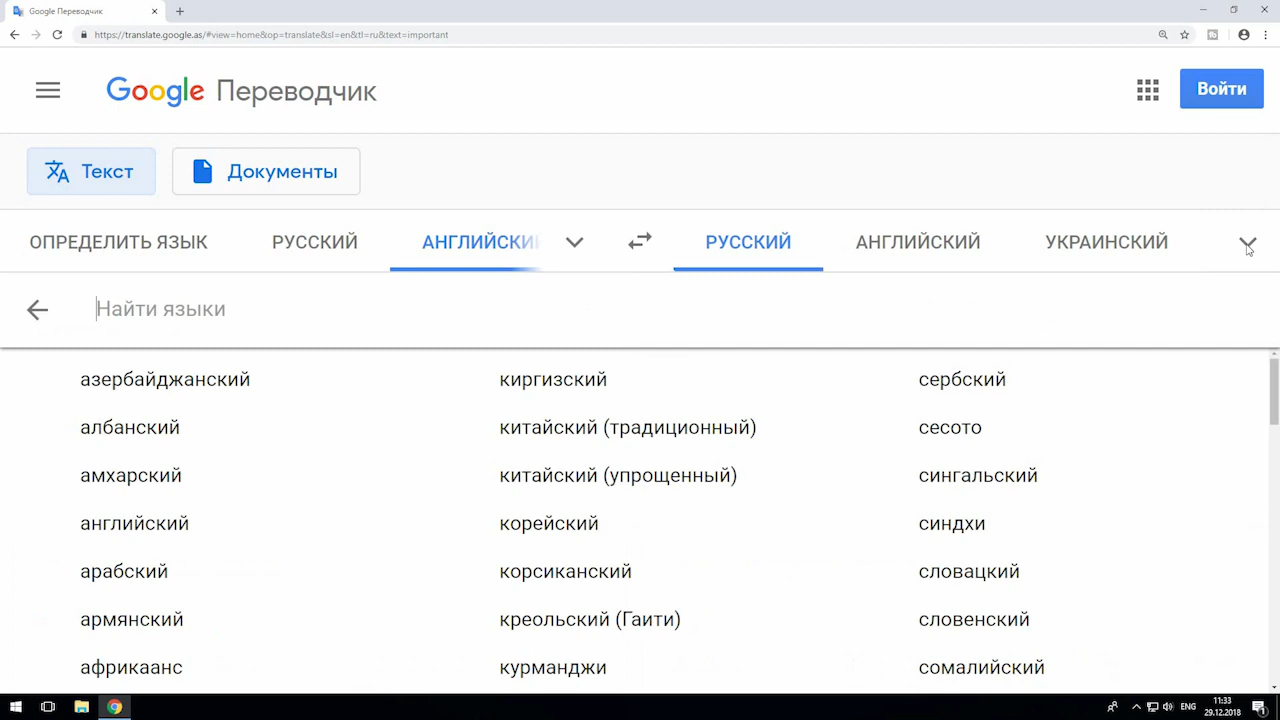 Google Переводчик
https://translate.google.as/#view=home&op=translate&sl=en&tl=ru&text=important
Google Переводчик
Войти
Текст
Документы
ОПРЕДЕЛИТЬ ЯЗЫК РУССКИЙ АНГЛИЙСКИ РУССКИЙ АНГЛИЙСКИЙ УКРАИНСКИЙ
Найти языки
азербайджанский киргизский сербский
албанский китайский (традиционный) сесото
амхарский китайский (упрощенный) сингальский
английский корейский синдхи
арабский корсиканский словацкий
армянский креольский (Гаити) словенский
африкаанс курманджи сомалийский
ENG
11:33
29.12.2018
1